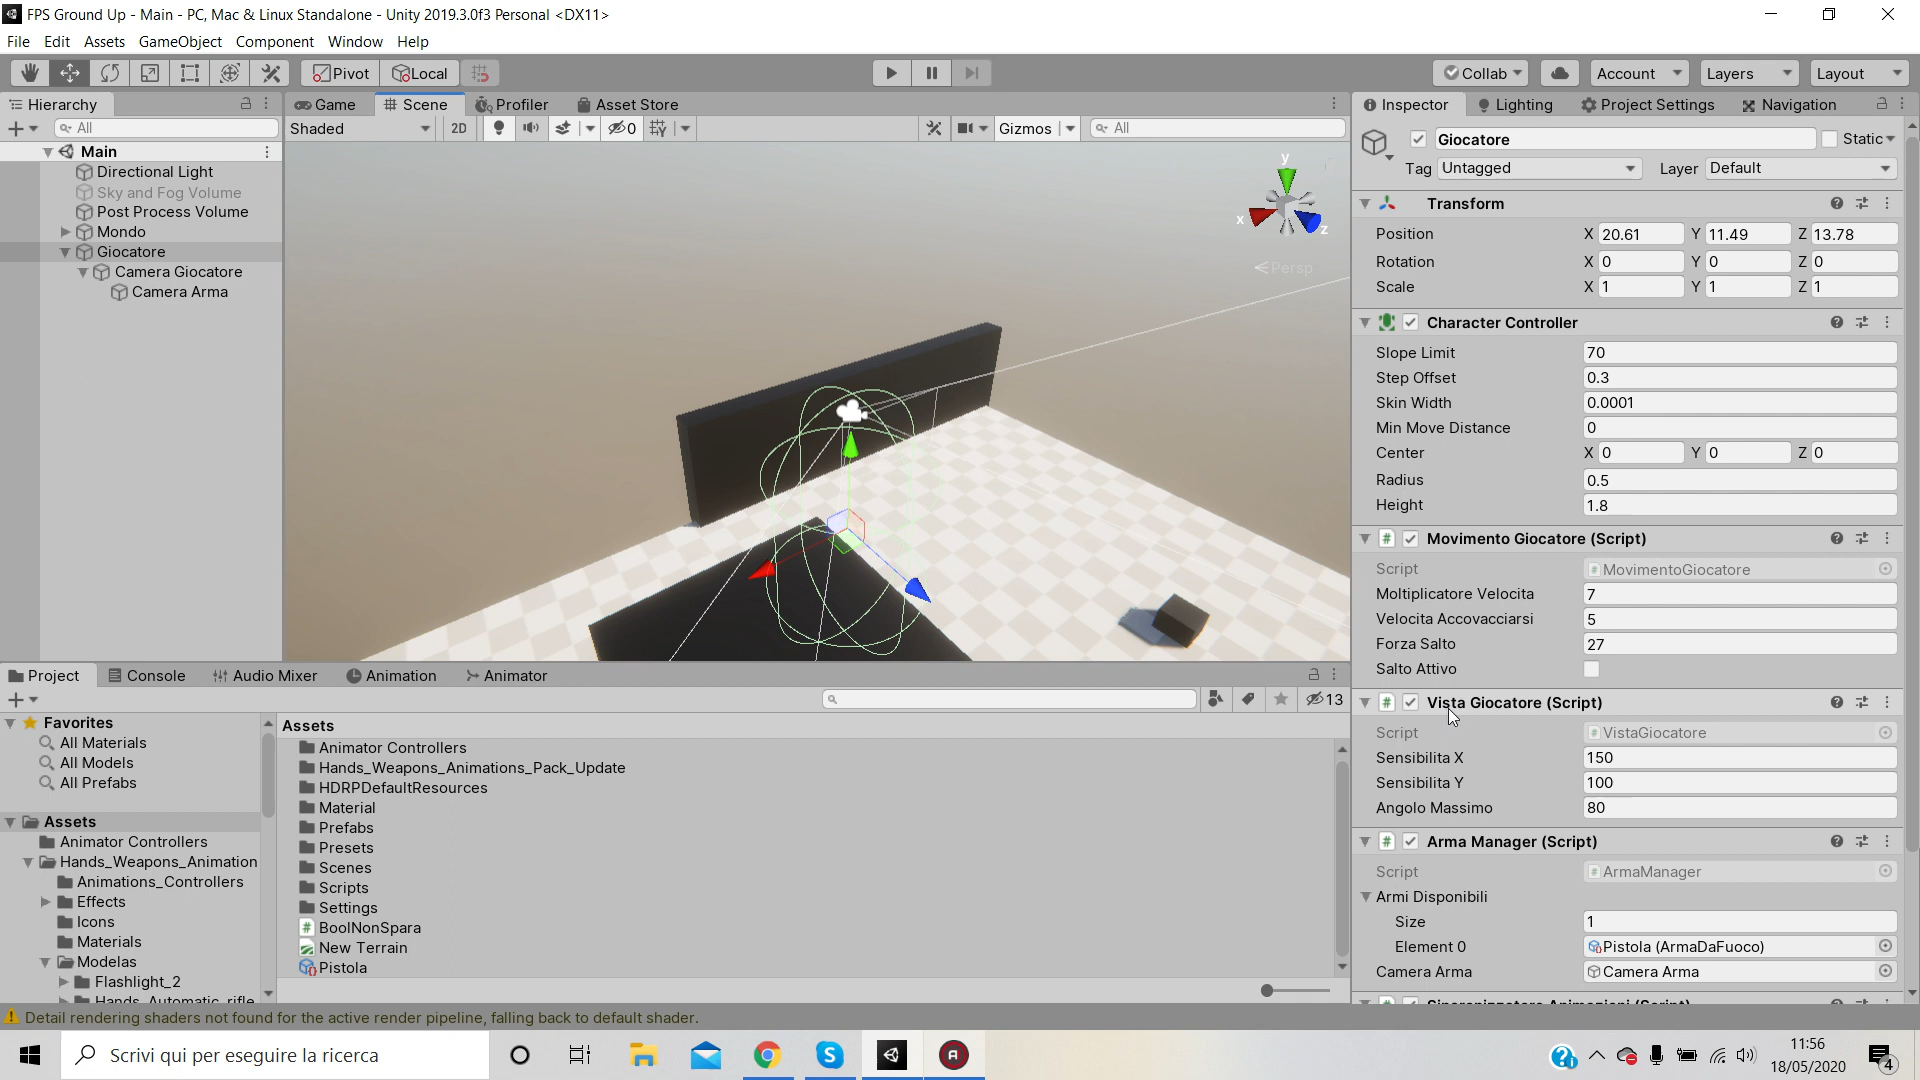 FPS Ground Up - Main - PC, Mac & Linux Standalone - Unity 2019.3.0f3 Personal <DX11>
File Edit Assets GameObject Component Window Help
Pivot Local Collab Account Layers Layout
Hierarchy
All
Main
Directional Light
Sky and Fog Volume
Post Process Volume
Mondo
Giocatore
Camera Giocatore
Camera Arma
Game Scene Profiler Asset Store
Shaded 2D 0 Gizmos All
y
x
z
Persp
Inspector Lighting Project Settings Navigation
Giocatore Static
Tag Untagged Layer Default
Transform
Position X 20.61 Y 11.49 Z 13.78
Rotation X 0 Y 0 Z 0
Scale X 1 Y 1 Z 1
Character Controller
Slope Limit 70
Step Offset 0.3
Skin Width 0.0001
Min Move Distance 0
Center X 0 Y 0 Z 0
Radius 0.5
Height 1.8
Movimento Giocatore (Script)
Script MovimentoGiocatore
Moltiplicatore Velocita 7
Velocita Accovacciarsi 5
Forza Salto 27
Salto Attivo
Vista Giocatore (Script)
Script VistaGiocatore
Sensibilita X 150
Sensibilita Y 100
Angolo Massimo 80
Arma Manager (Script)
Script ArmaManager
Armi Disponibili
Size 1
Element 0 Pistola (ArmaDaFuoco)
Camera Arma Camera Arma
Sincronizzatore Animazioni (Script)
Project Console Audio Mixer Animation Animator
13
Favorites
All Materials
All Models
All Prefabs
Assets
Animator Controllers
Hands_Weapons_Animation
Animations_Controllers
Effects
Icons
Materials
Modelas
Flashlight_2
Hands_Automatic_rifle
Assets
Animator Controllers
Hands_Weapons_Animations_Pack_Update
HDRPDefaultResources
Material
Prefabs
Presets
Scenes
Scripts
Settings
BoolNonSpara
New Terrain
Pistola
Detail rendering shaders not found for the active render pipeline, falling back to default shader.
Scrivi qui per eseguire la ricerca
11:56
18/05/2020
4